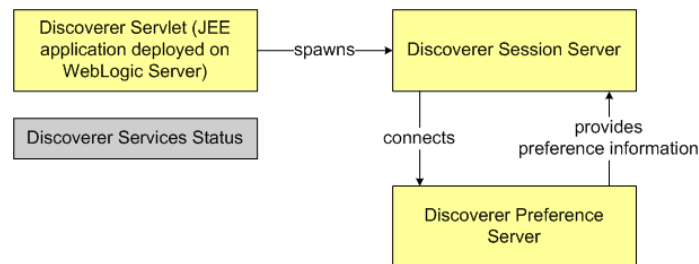 Discoverer Servlet (JEE
application deployed on
WebLogic Server)
spawns
Discoverer Session Server
Discoverer Services Status
connects
provides
preference information
Discoverer Preference
Server